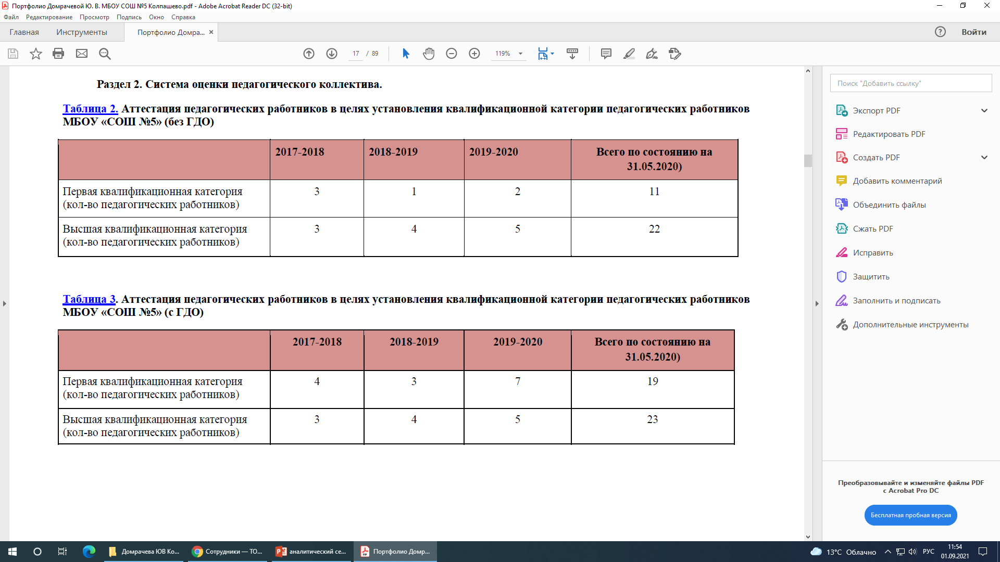 Портфолио Домрачевой Ю. В. МБОУ СОШ №5 Колпашево.pdf - Adobe Acrobat Reader DC (32-bit)
Файл Редактирование Просмотр Подпись Окно Справка
Главная Инструменты Портфолио Домра... × Войти
17 / 89 119%
Раздел 2. Система оценки педагогического коллектива.
Таблица 2. Аттестация педагогических работников в целях установления квалификационной категории педагогических работников
МБОУ «СОШ №5» (без ГДО)
2017-2018 2018-2019 2019-2020 Всего по состоянию на
31.05.2020)
Первая квалификационная категория 3 1 2 11
(кол-во педагогических работников)
Высшая квалификационная категория 3 4 5 22
(кол-во педагогических работников)
Таблица 3. Аттестация педагогических работников в целях установления квалификационной категории педагогических работников
МБОУ «СОШ №5» (с ГДО)
2017-2018 2018-2019 2019-2020 Всего по состоянию на
31.05.2020)
Первая квалификационная категория 4 3 7 19
(кол-во педагогических работников)
Высшая квалификационная категория 3 4 5 23
(кол-во педагогических работников)
Поиск "Добавить ссылку"
Экспорт PDF
Редактировать PDF
Создать PDF
Добавить комментарий
Объединить файлы
Сжать PDF
Исправить
Защитить
Заполнить и подписать
Дополнительные инструменты
Преобразовывайте и изменяйте файлы PDF
с Acrobat Pro DC
Бесплатная пробная версия
Домрачева ЮВ Ко... Сотрудники — ТО... аналитический се... Портфолио Домр... 13°C Облачно РУС 11:54
01.09.2021